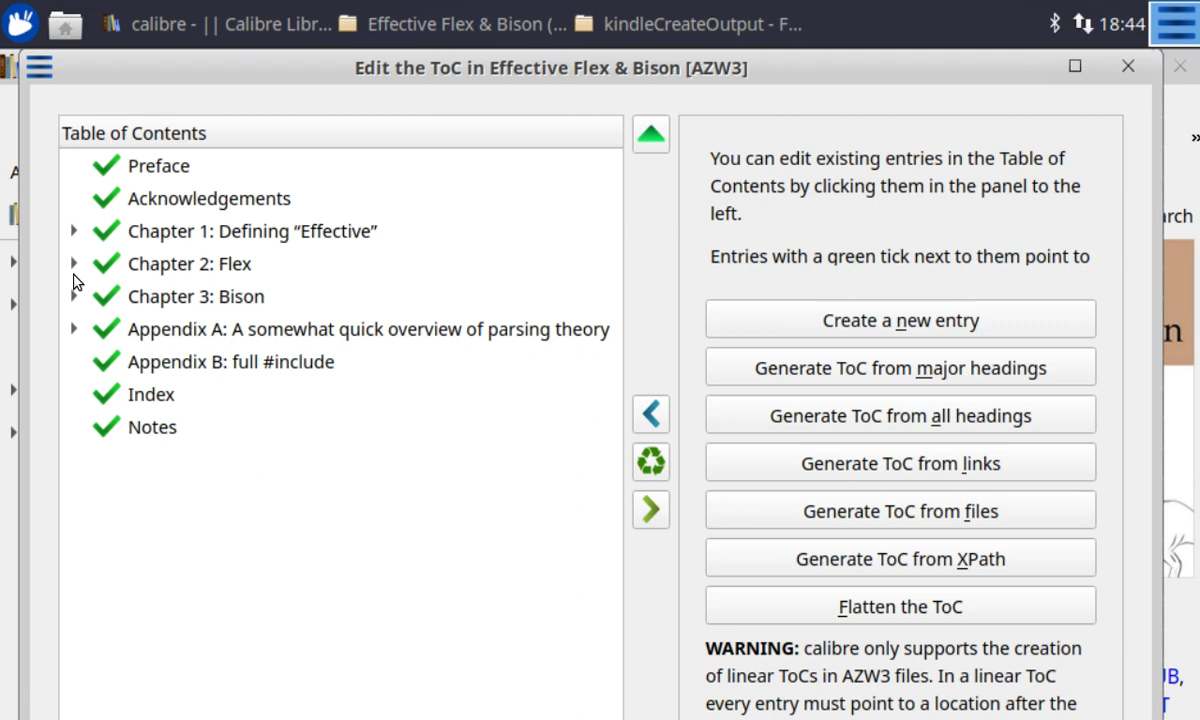 calibre - || Calibre Libr...
Effective Flex & Bison (...
kindleCreateOutput - F...
18:44
Edit the ToC in Effective Flex & Bison [AZW3]
Table of Contents
Preface
Acknowledgements
Chapter 1: Defining “Effective”
Chapter 2: Flex
Chapter 3: Bison
Appendix A: A somewhat quick overview of parsing theory
Appendix B: full #include
Index
Notes
You can edit existing entries in the Table of
Contents by clicking them in the panel to the
left.
Entries with a green tick next to them point to
Create a new entry
Generate ToC from major headings
Generate ToC from all headings
Generate ToC from links
Generate ToC from files
Generate ToC from XPath
Flatten the ToC
WARNING: calibre only supports the creation
of linear ToCs in AZW3 files. In a linear ToC
every entry must point to a location after the
A
»
rch
n
UB,
T